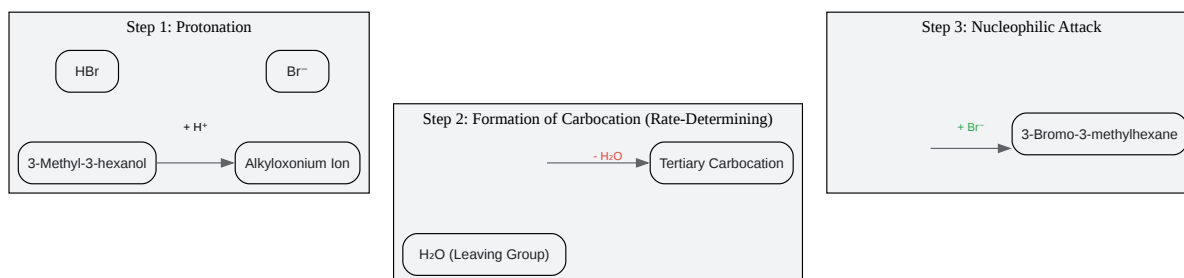 Step 1: Protonation
HBr
Br⁻
+ H⁺
3-Methyl-3-hexanol
Alkyloxonium Ion
Step 2: Formation of Carbocation (Rate-Determining)
- H₂O
Tertiary Carbocation
H₂O (Leaving Group)
Step 3: Nucleophilic Attack
+ Br⁻
3-Bromo-3-methylhexane